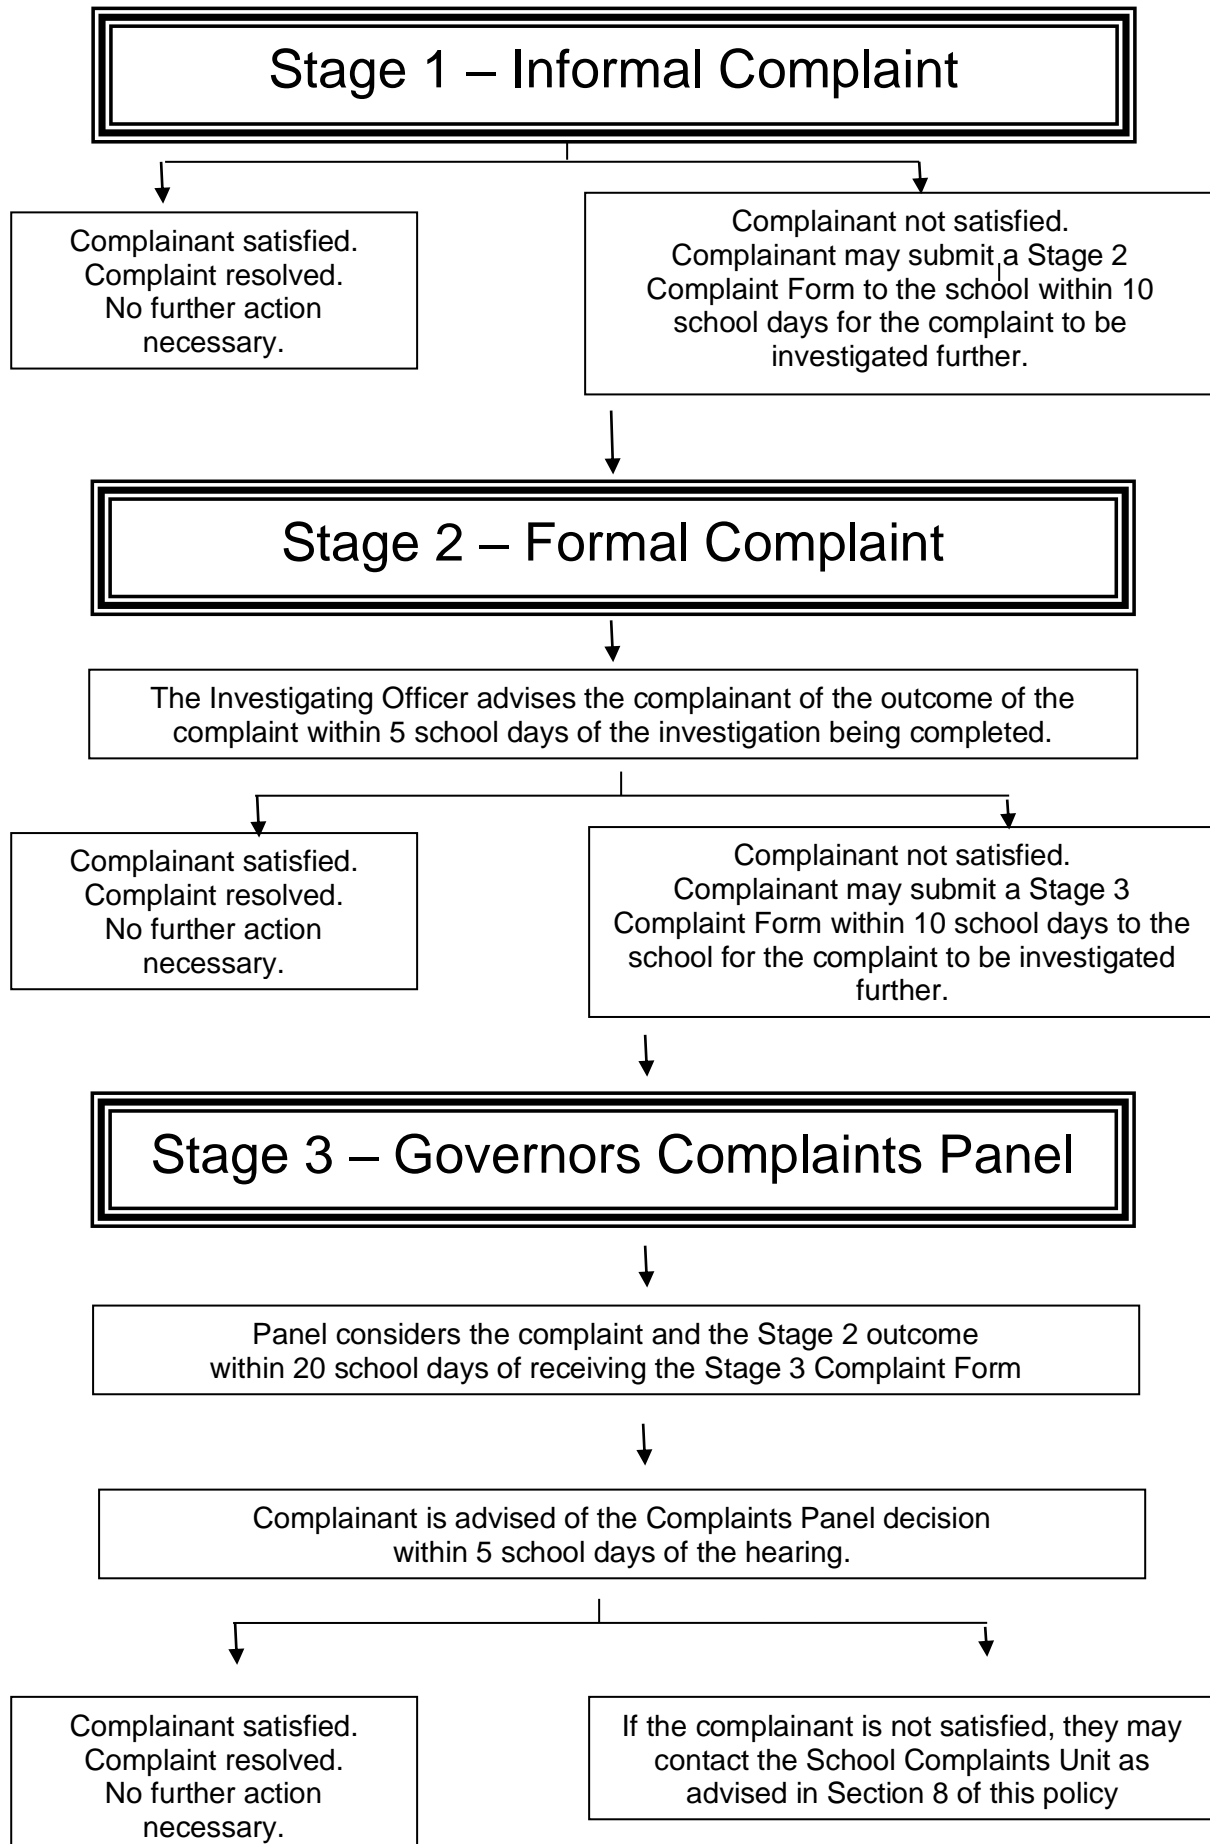 Stage 1 – Informal Complaint
Complainant satisfied.
Complaint resolved.
No further action
necessary.
Complainant not satisfied.
Complainant may submit a Stage 2
Complaint Form to the school within 10
school days for the complaint to be
investigated further.
Stage 2 – Formal Complaint
The Investigating Officer advises the complainant of the outcome of the
complaint within 5 school days of the investigation being completed.
Complainant satisfied.
Complaint resolved.
No further action
necessary.
Complainant not satisfied.
Complainant may submit a Stage 3
Complaint Form within 10 school days to the
school for the complaint to be investigated
further.
Stage 3 – Governors Complaints Panel
Panel considers the complaint and the Stage 2 outcome
within 20 school days of receiving the Stage 3 Complaint Form
Complainant is advised of the Complaints Panel decision
within 5 school days of the hearing.
Complainant satisfied.
Complaint resolved.
No further action
necessary.
If the complainant is not satisfied, they may
contact the School Complaints Unit as
advised in Section 8 of this policy